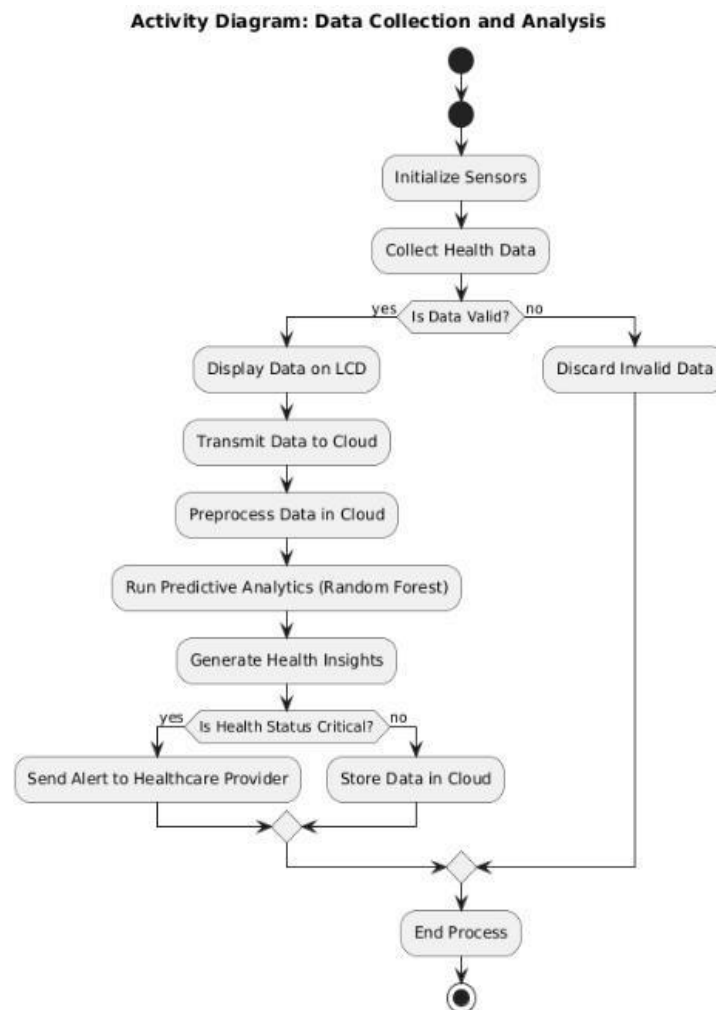 Activity Diagram: Data Collection and Analysis
Initialize Sensors
Collect Health Data
yes
Is Data Valid?
no
Display Data on LCD
Discard Invalid Data
Transmit Data to Cloud
Preprocess Data in Cloud
Run Predictive Analytics (Random Forest)
Generate Health Insights
yes
Is Health Status Critical?
no
Send Alert to Healthcare Provider
Store Data in Cloud
End Process